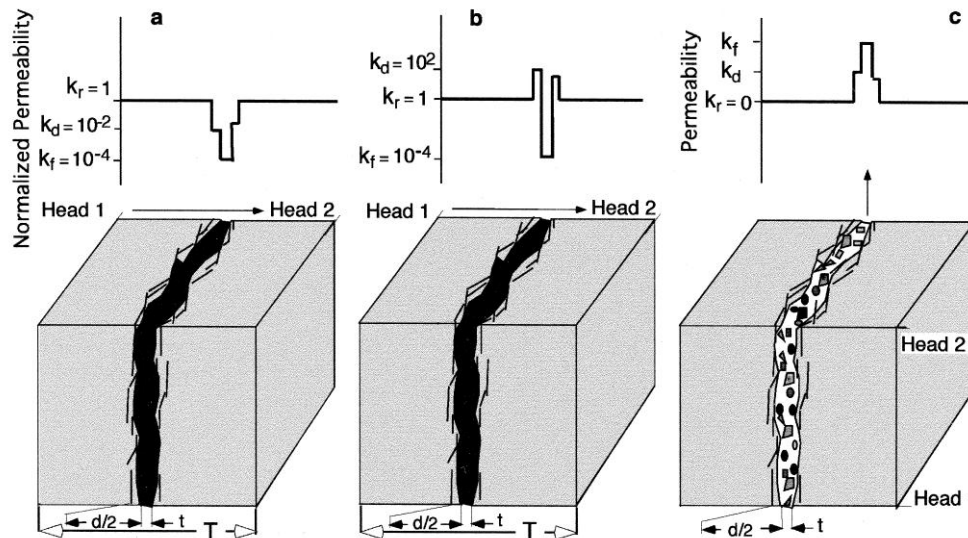 a
Normalized Permeability
k_r = 1
k_d = 10^-2
k_f = 10^-4
Head 1
Head 2
d/2
t
T
b
k_d = 10^2
k_r = 1
k_f = 10^-4
Head 1
Head 2
d/2
t
T
c
Permeability
k_f
k_d
k_r = 0
Head 2
Head
d/2
t